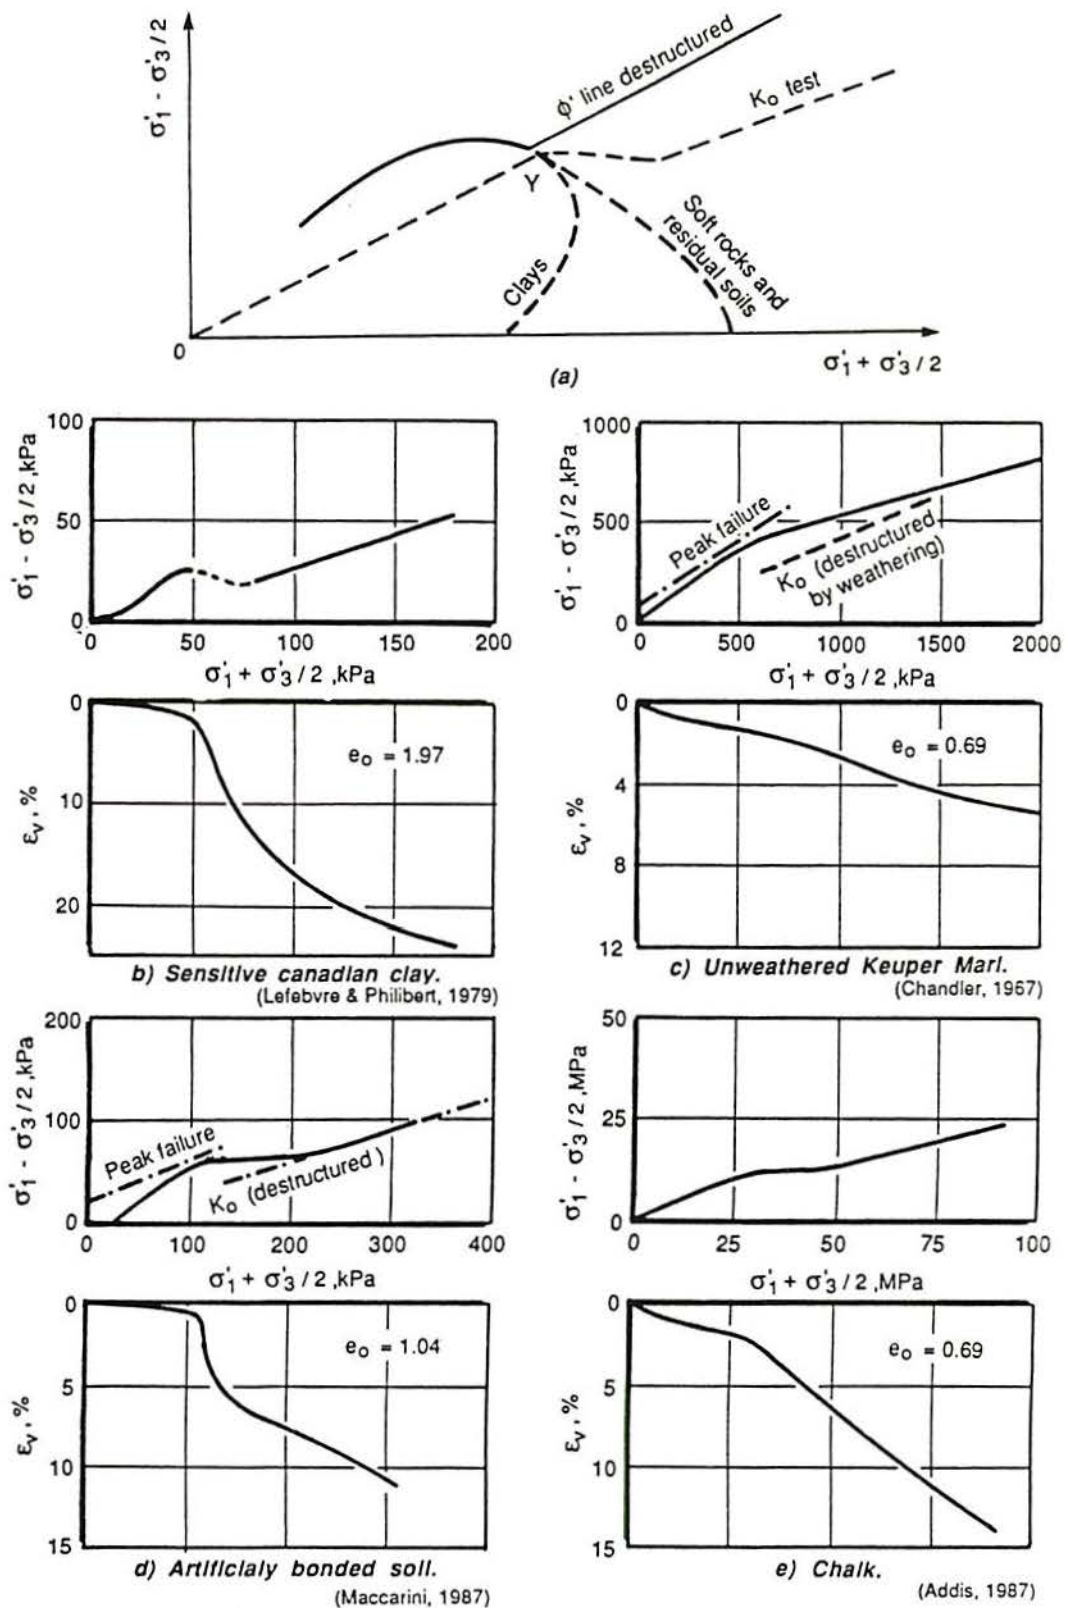 σ'₁ - σ'₃ / 2
ϕ' line destructured
K₀ test
Y
Clays
Soft rocks and
residual soils
0
σ'₁ + σ'₃ / 2
(a)
100
50
0
σ'₁ - σ'₃ / 2 ,kPa
0 50 100 150 200
σ'₁ + σ'₃ / 2 ,kPa
1000
500
0
σ'₁ - σ'₃ / 2 ,kPa
Peak failure
K₀ (destructured
by weathering)
0 500 1000 1500 2000
σ'₁ + σ'₃ / 2 ,kPa
0
10
20
εᵥ , %
e₀ = 1.97
b) Sensitive canadian clay.
(Lefebvre & Philibert, 1979)
0
4
8
12
εᵥ , %
e₀ = 0.69
c) Unweathered Keuper Marl.
(Chandler, 1967)
200
100
0
σ'₁ - σ'₃ / 2 ,kPa
Peak failure
K₀ (destructured )
0 100 200 300 400
σ'₁ + σ'₃ / 2 ,kPa
50
25
0
σ'₁ - σ'₃ / 2 ,MPa
0 25 50 75 100
σ'₁ + σ'₃ / 2 ,MPa
0
5
10
15
εᵥ , %
e₀ = 1.04
d) Artificialy bonded soil.
(Maccarini, 1987)
0
5
10
15
εᵥ , %
e₀ = 0.69
e) Chalk.
(Addis, 1987)